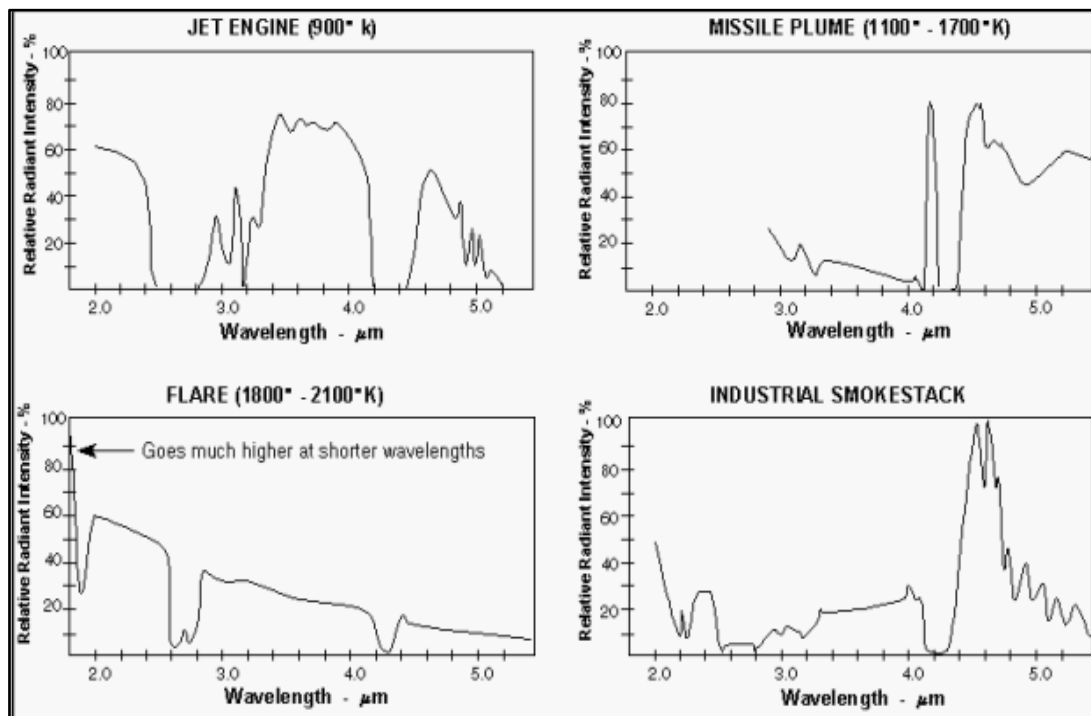 JET ENGINE (900° k)
Relative Radiant Intensity - %
100
80
60
40
20
2.0 3.0 4.0 5.0
Wavelength - μm
MISSILE PLUME (1100° - 1700°K)
Relative Radiant Intensity - %
100
80
60
40
20
2.0 3.0 4.0 5.0
Wavelength - μm
FLARE (1800° - 2100°K)
Relative Radiant Intensity - %
100
80
60
40
20
Goes much higher at shorter wavelengths
2.0 3.0 4.0 5.0
Wavelength - μm
INDUSTRIAL SMOKESTACK
Relative Radiant Intensity - %
100
80
60
40
20
2.0 3.0 4.0 5.0
Wavelength - μm